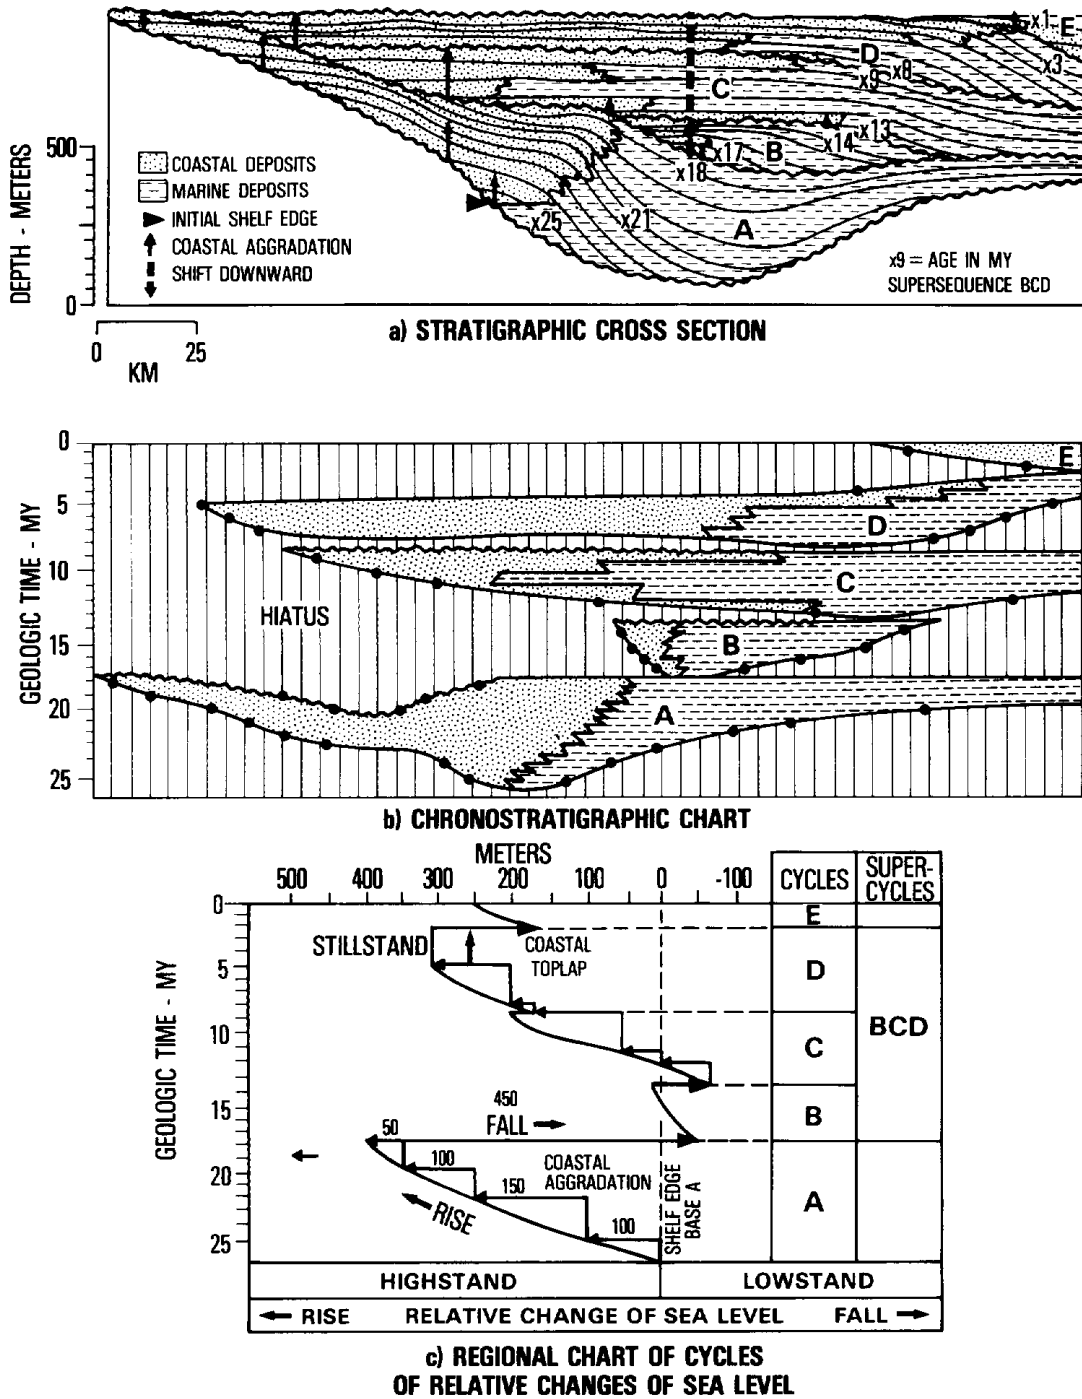 DEPTH - METERS
500
0
COASTAL DEPOSITS
MARINE DEPOSITS
INITIAL SHELF EDGE
COASTAL AGGRADATION
SHIFT DOWNWARD
x1
E
x3
D
x8
x9
C
x13
x14
B
x17
x18
x21
x25
A
x9 = AGE IN MY
SUPERSEQUENCE BCD
a) STRATIGRAPHIC CROSS SECTION
0 25
KM
GEOLOGIC TIME - MY
0
5
10
15
20
25
E
D
C
HIATUS
B
A
b) CHRONOSTRATIGRAPHIC CHART
METERS
500 400 300 200 100 0 -100
CYCLES
SUPER-
CYCLES
GEOLOGIC TIME - MY
0
5
10
15
20
25
E
STILLSTAND
COASTAL
TOPLAP
D
BCD
C
B
450
FALL
50
100
COASTAL
AGGRADATION
150
RISE
100
SHELF EDGE
BASE A
A
HIGHSTAND LOWSTAND
RISE RELATIVE CHANGE OF SEA LEVEL FALL
c) REGIONAL CHART OF CYCLES
OF RELATIVE CHANGES OF SEA LEVEL